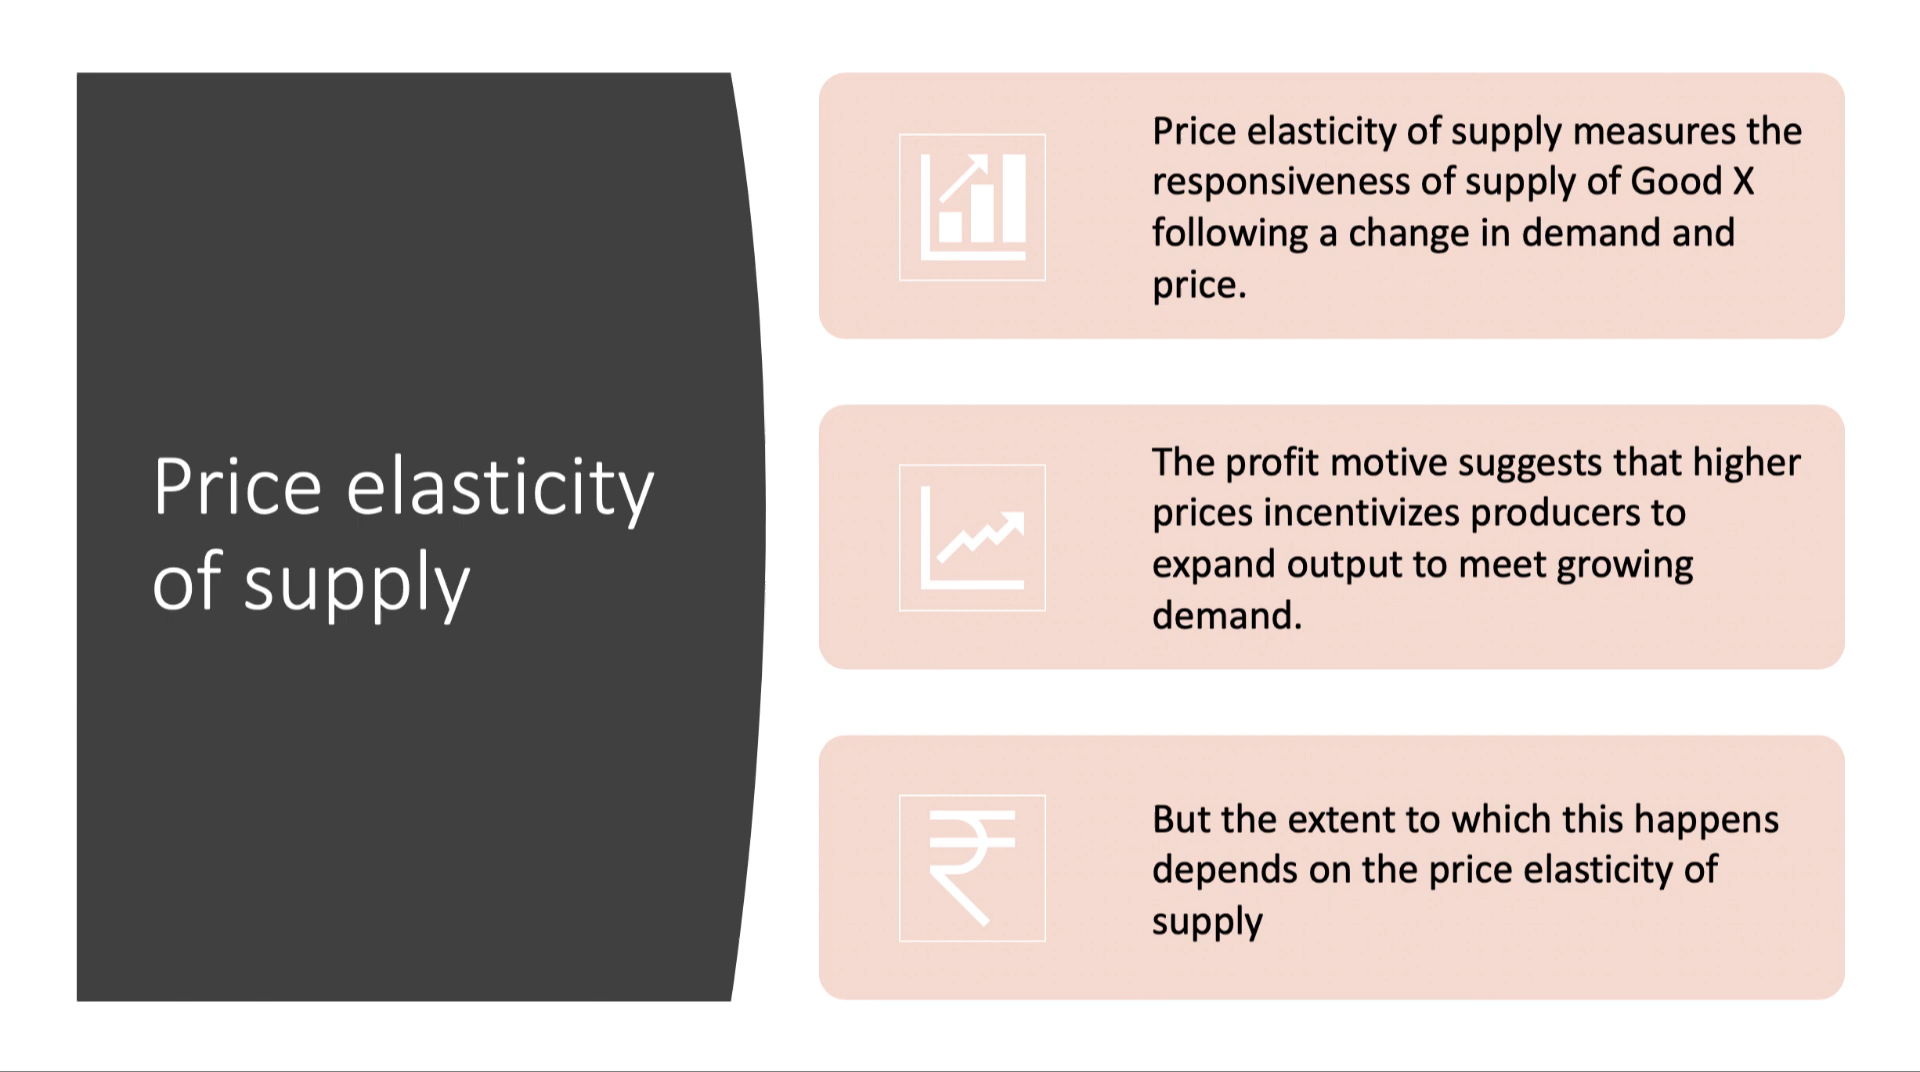 Price elasticity
of supply
Price elasticity of supply measures the
responsiveness of supply of Good X
following a change in demand and
price.
The profit motive suggests that higher
prices incentivizes producers to
expand output to meet growing
demand.
But the extent to which this happens
depends on the price elasticity of
supply